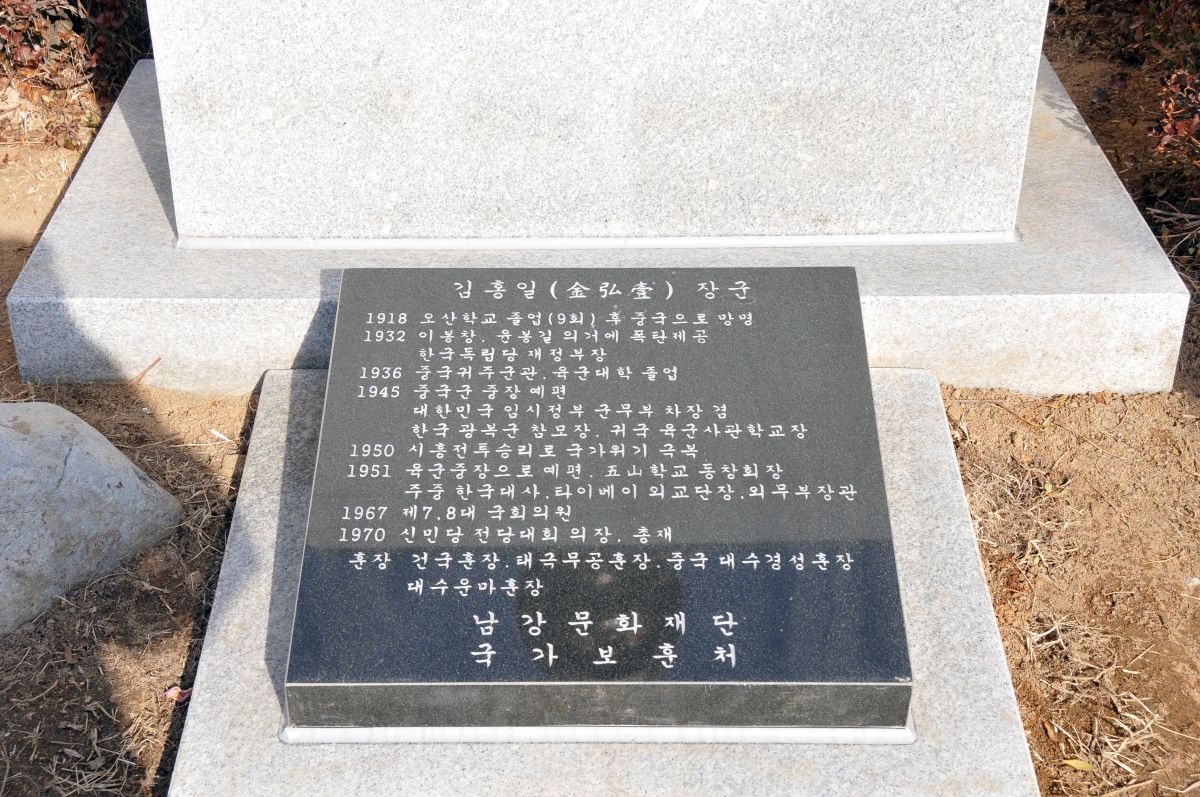 김홍일(金弘壹) 장군
1918 오산학교 졸업(9회) 후 중국으로 망명
1932 이봉창. 윤봉길 의거에 폭탄제공
한국독립당 재정부장
1936 중국귀주군관. 육군대학 졸업
1945 중국군 중장 예편
대한민국 임시정부 군무부 차장 겸
한국 광복군 참모장. 귀국 육군사관학교장
1950 시흥전투승리로 국가위기 극복
1951 육군중장으로 예편. 五山학교 동창회장
주중 한국대사. 타이베이 외교단장. 외무부장관
1967 제7,8대 국회의원
1970 신민당 전당대회 의장. 총재
훈장 건국훈장. 태극무공훈장. 중국 대수경성훈장
대수운마훈장
남강문화재단
국가보훈처